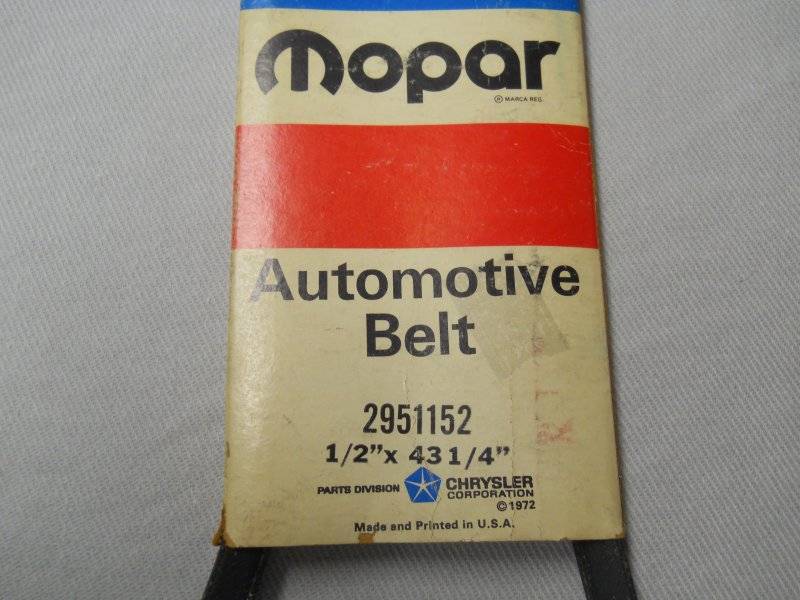 mopar
® MARCA REG.
Automotive
Belt
2951152
1/2" x 43 1/4"
PARTS DIVISION CHRYSLER
CORPORATION
© 1972
Made and Printed in U.S.A.